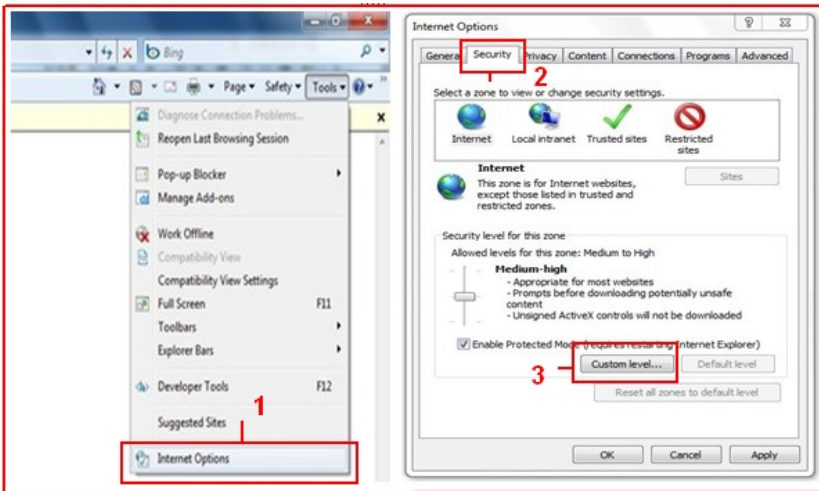 Bing
Page Safety Tools
Diagnose Connection Problems...
Reopen Last Browsing Session
Pop-up Blocker
Manage Add-ons
Work Offline
Compatibility View
Compatibility View Settings
Full Screen F11
Toolbars
Explorer Bars
Developer Tools F12
1
Suggested Sites
Internet Options
Internet Options
General Security Privacy Content Connections Programs Advanced
2
Select a zone to view or change security settings.
Internet Local intranet Trusted sites Restricted
sites
Internet
Sites
This zone is for Internet websites,
except those listed in trusted and
restricted zones.
Security level for this zone
Allowed levels for this zone: Medium to High
Medium-high
- Appropriate for most websites
- Prompts before downloading potentially unsafe
content
- Unsigned ActiveX controls will not be downloaded
Enable Protected Mode (requires restarting Internet Explorer)
3
Custom level... Default level
Reset all zones to default level
OK Cancel Apply